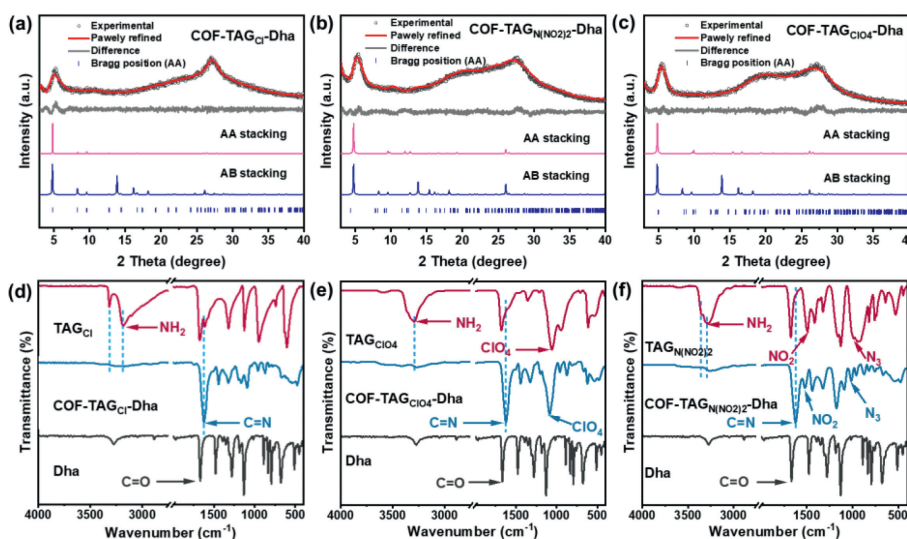 (a)
Experimental
COF-TAGCl-Dha
Pawely refined
Difference
Bragg position (AA)
AA stacking
AB stacking
Intensity (a.u.)
5 10 15 20 25 30 35 40
2 Theta (degree)
(b)
Experimental
COF-TAGN(NO2)2-Dha
Pawely refined
Difference
Bragg position (AA)
AA stacking
AB stacking
Intensity (a.u.)
5 10 15 20 25 30 35 40
2 Theta (degree)
(c)
Experimental
COF-TAGClO4-Dha
Pawely refined
Difference
Bragg position (AA)
AA stacking
AB stacking
Intensity (a.u.)
5 10 15 20 25 30 35 40
2 Theta (degree)
(d)
NH2
TAGCl
COF-TAGCl-Dha
C=N
Dha
C=O
Transmittance (%)
4000 3000 1500 1000 500
Wavenumber (cm-1)
(e)
NH2
TAGClO4
ClO4
COF-TAGClO4-Dha
C=N
ClO4
Dha
C=O
Transmittance (%)
4000 3000 1500 1000 500
Wavenumber (cm-1)
(f)
NH2
TAGN(NO2)2
NO2
N3
COF-TAGN(NO2)2-Dha
C=N
NO2
N3
Dha
C=O
Transmittance (%)
4000 3000 1500 1000 500
Wavenumber (cm-1)